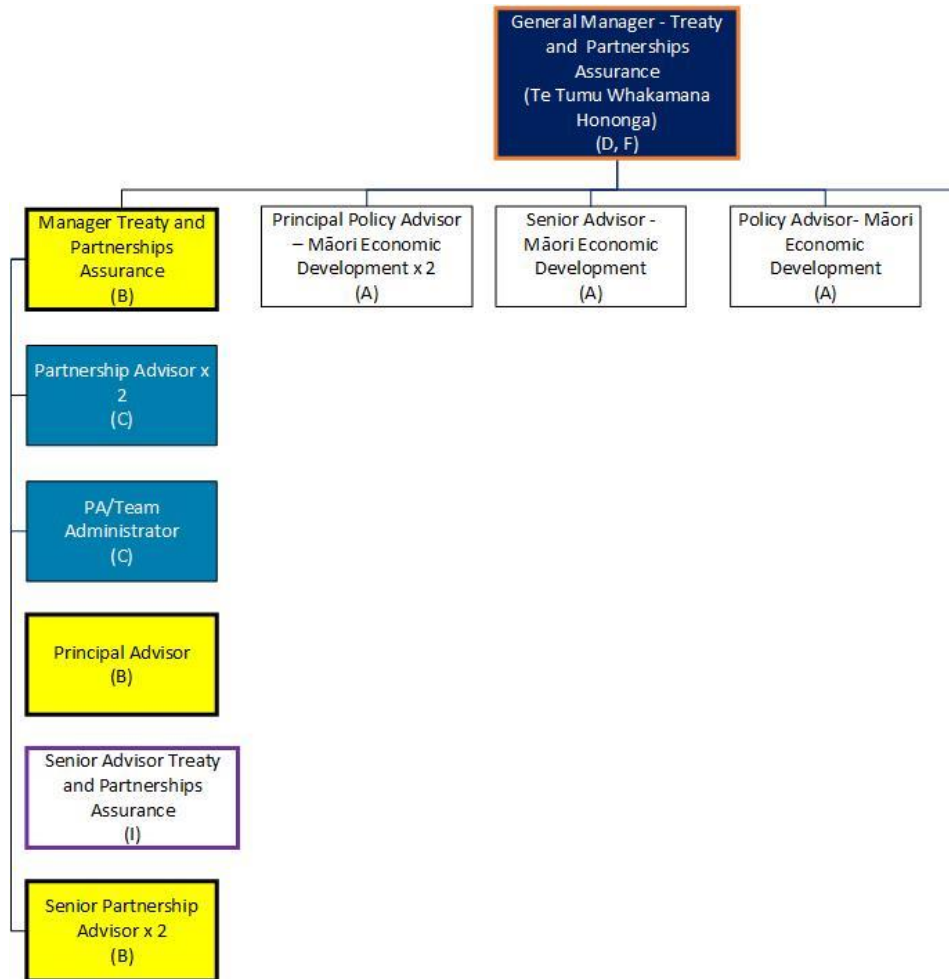 General Manager - Treaty
and Partnerships
Assurance
(Te Tumu Whakamana
Hononga)
(D, F)
Manager Treaty and
Partnerships
Assurance
(B)
Principal Policy Advisor
– Māori Economic
Development x 2
(A)
Senior Advisor -
Māori Economic
Development
(A)
Policy Advisor- Māori
Economic
Development
(A)
Partnership Advisor x
2
(C)
PA/Team
Administrator
(C)
Principal Advisor
(B)
Senior Advisor Treaty
and Partnerships
Assurance
(I)
Senior Partnership
Advisor x 2
(B)